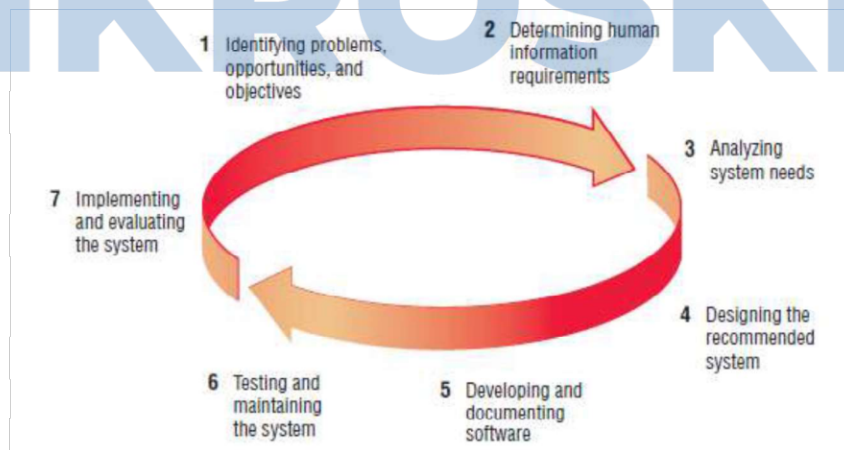 IKROSKI
1 Identifying problems,
opportunities, and
objectives
2 Determining human
information
requirements
3 Analyzing
system needs
4 Designing the
recommended
system
5 Developing and
documenting
software
6 Testing and
maintaining
the system
7 Implementing
and evaluating
the system